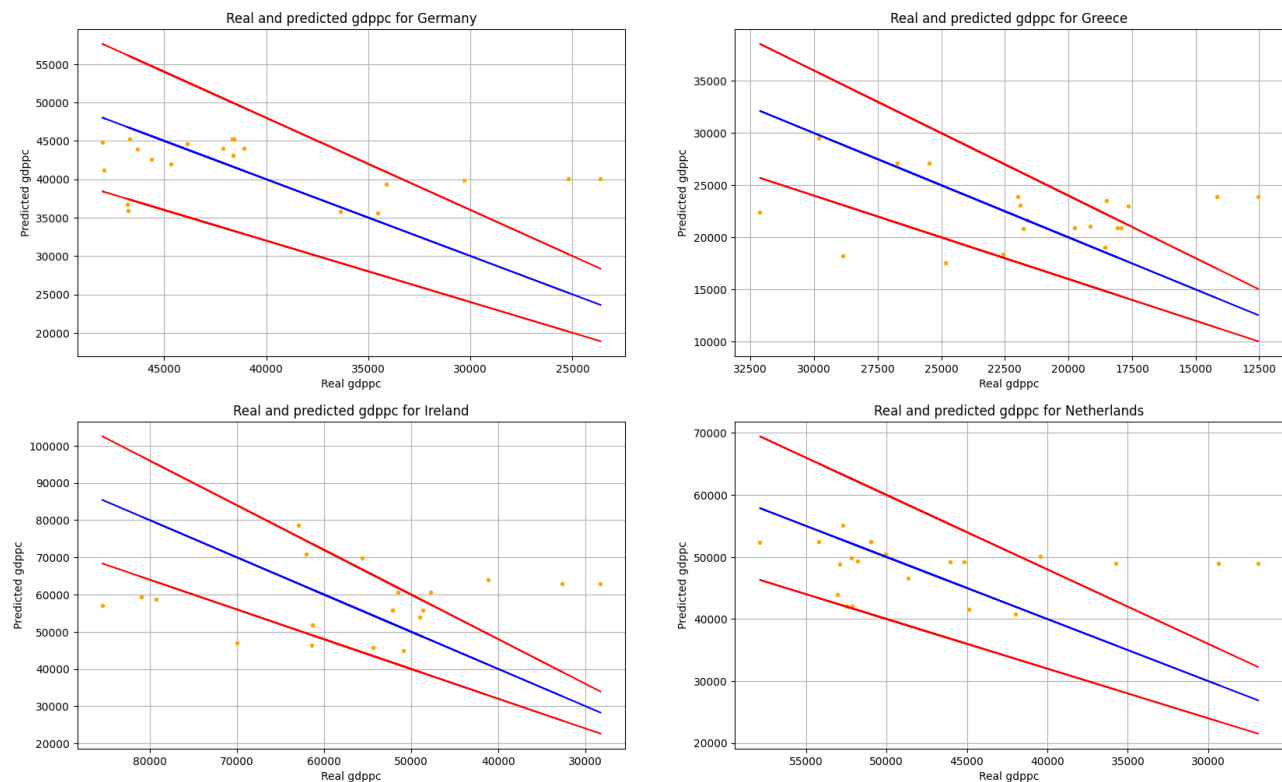 Real and predicted gdppc for Germany
55000
50000
45000
40000
35000
30000
25000
20000
Predicted gdppc
45000 40000 35000 30000 25000
Real gdppc
Real and predicted gdppc for Greece
35000
30000
25000
20000
15000
10000
Predicted gdppc
32500 30000 27500 25000 22500 20000 17500 15000 12500
Real gdppc
Real and predicted gdppc for Ireland
100000
90000
80000
70000
60000
50000
40000
30000
20000
Predicted gdppc
80000 70000 60000 50000 40000 30000
Real gdppc
Real and predicted gdppc for Netherlands
70000
60000
50000
40000
30000
20000
Predicted gdppc
55000 50000 45000 40000 35000 30000
Real gdppc